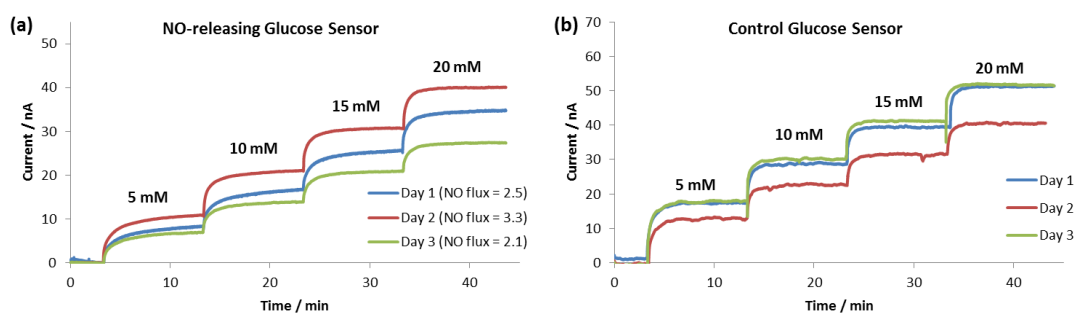 (a)
NO-releasing Glucose Sensor
Current / nA
50
40
30
20
10
0
5 mM
10 mM
15 mM
20 mM
Day 1 (NO flux = 2.5)
Day 2 (NO flux = 3.3)
Day 3 (NO flux = 2.1)
0 10 20 30 40
Time / min
(b)
Control Glucose Sensor
Current / nA
70
60
50
40
30
20
10
0
5 mM
10 mM
15 mM
20 mM
Day 1
Day 2
Day 3
0 10 20 30 40
Time / min